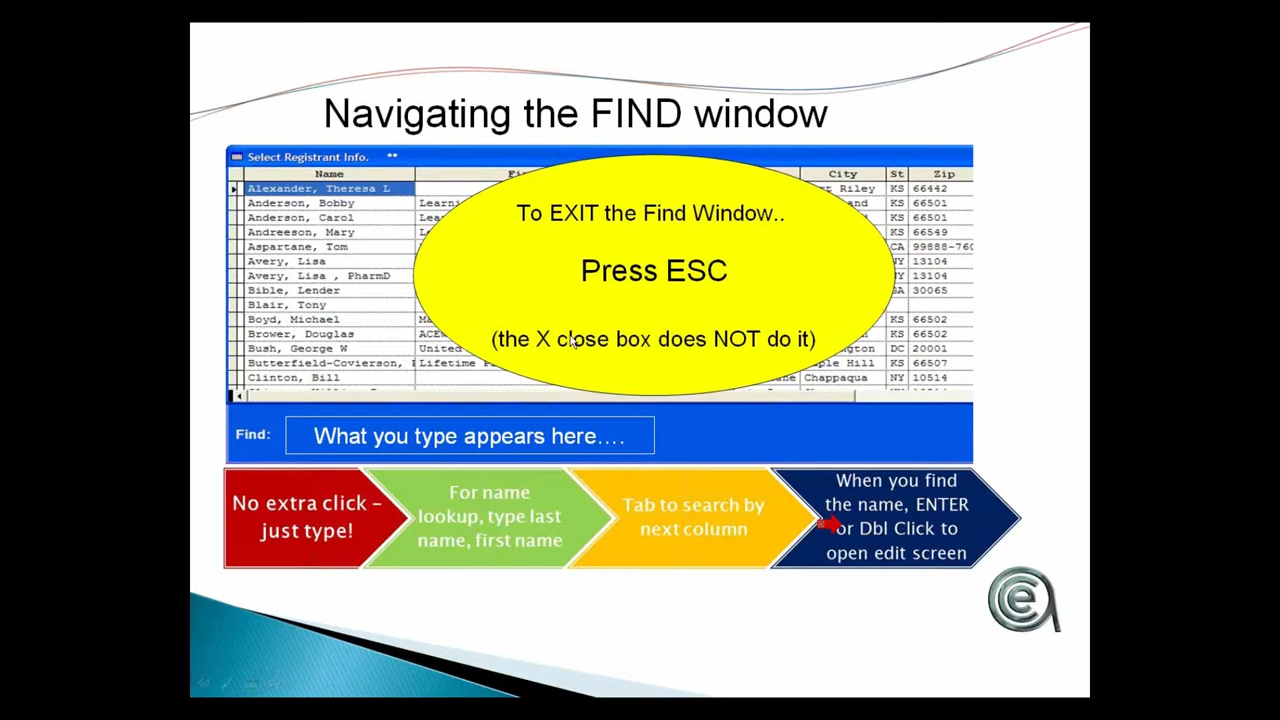 Navigating the FIND window
Select Registrant Info. **
Name Fi City St Zip
Alexander, Theresa L Riley KS 66442
Anderson, Bobby Learni KS 66501
Anderson, Carol Lea KS 66501
Andreeson, Mary KS 66549
Aspartane, Tom CA 99888-760
Avery, Lisa NY 13104
Avery, Lisa , PharmD NY 13104
Bible, Lender GA 30065
Blair, Tony
Boyd, Michael KS 66502
Brower, Douglas ACE KS 66502
Bush, George W United ngton DC 20001
Butterfield-Covierson, F Lifetime P ple Hill KS 66507
Clinton, Bill ane Chappaqua NY 10514
To EXIT the Find Window..
Press ESC
(the X close box does NOT do it)
Find: What you type appears here....
No extra click –
just type!
For name
lookup, type last
name, first name
Tab to search by
next column
When you find
the name, ENTER
or Dbl Click to
open edit screen